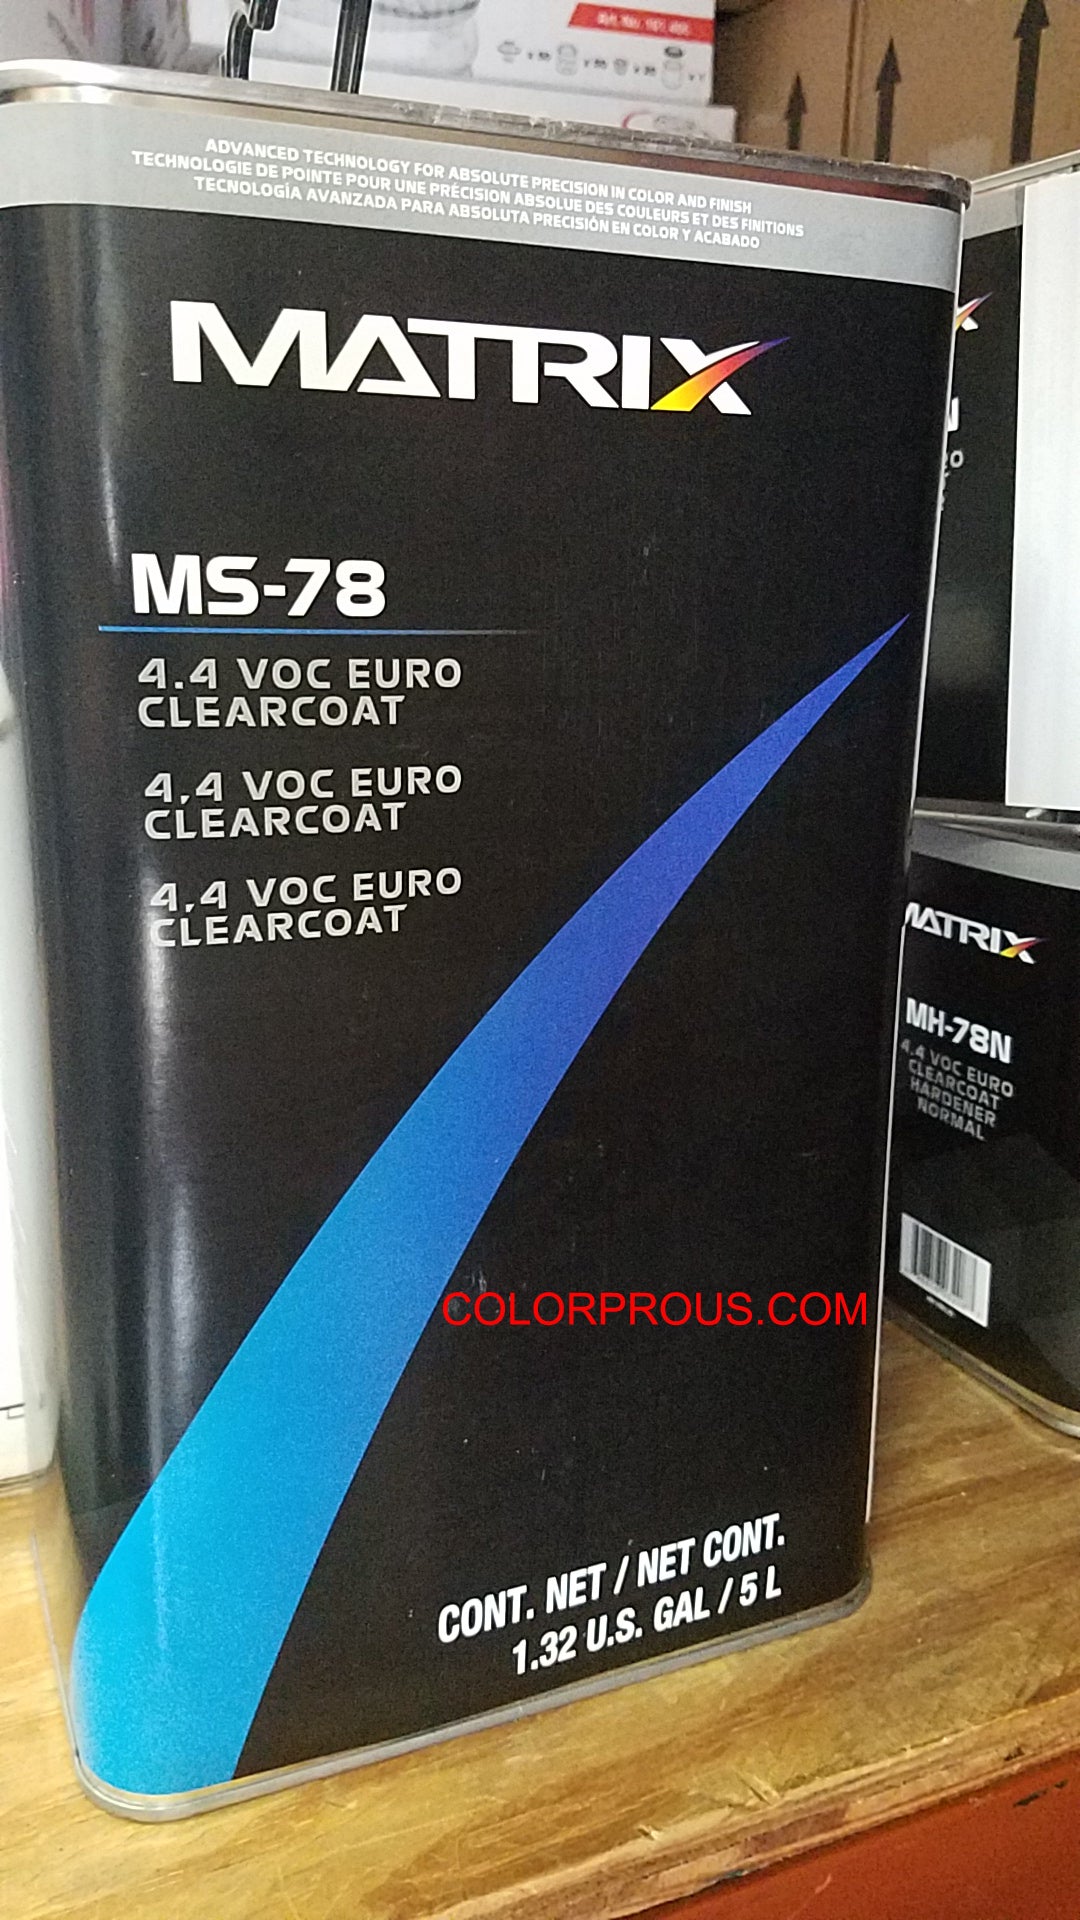 ADVANCED TECHNOLOGY FOR ABSOLUTE PRECISION IN COLOR AND FINISH
TECHNOLOGIE DE POINTE POUR UNE PRÉCISION ABSOLUE DES COULEURS ET DES FINITIONS
TECNOLOGÍA AVANZADA PARA ABSOLUTA PRECISIÓN EN COLOR Y ACABADO
MATRIX
MS-78
4.4 VOC EURO
CLEARCOAT
4,4 VOC EURO
CLEARCOAT
4,4 VOC EURO
CLEARCOAT
COLORPROUS.COM
CONT. NET / NET CONT.
1.32 U.S. GAL / 5 L
MATRIX
MH-78N
4.4 VOC EURO
CLEARCOAT
HARDENER
NORMAL